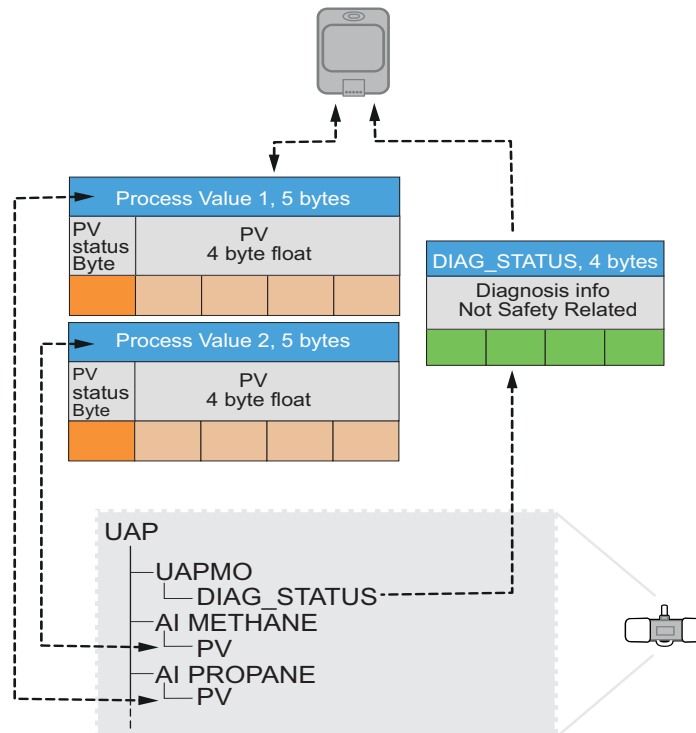 Process Value 1, 5 bytes
PV
status
Byte
PV
4 byte float
DIAG_STATUS, 4 bytes
Diagnosis info
Not Safety Related
Process Value 2, 5 bytes
PV
status
Byte
PV
4 byte float
UAP
UAPMO
DIAG_STATUS
AI METHANE
PV
AI PROPANE
PV